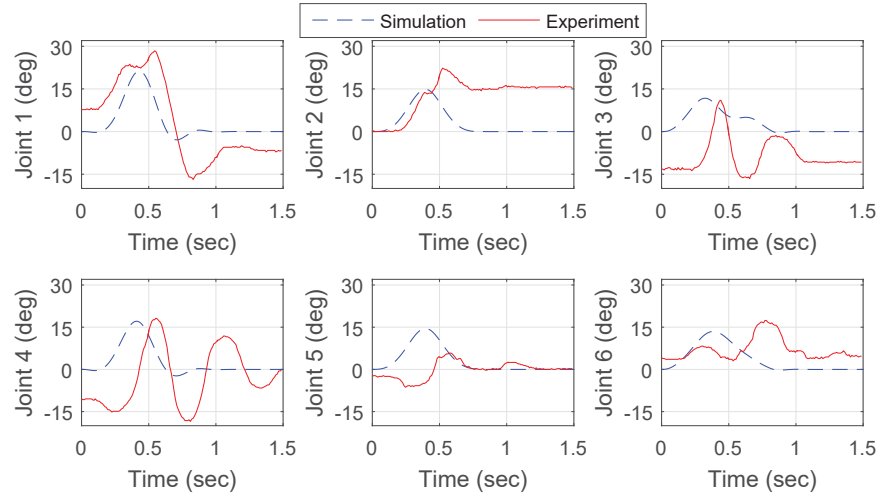 Simulation Experiment
30
15
0
-15
Joint 1 (deg)
0 0.5 1 1.5
Time (sec)
30
15
0
-15
Joint 2 (deg)
0 0.5 1 1.5
Time (sec)
30
15
0
-15
Joint 3 (deg)
0 0.5 1 1.5
Time (sec)
30
15
0
-15
Joint 4 (deg)
0 0.5 1 1.5
Time (sec)
30
15
0
-15
Joint 5 (deg)
0 0.5 1 1.5
Time (sec)
30
15
0
-15
Joint 6 (deg)
0 0.5 1 1.5
Time (sec)